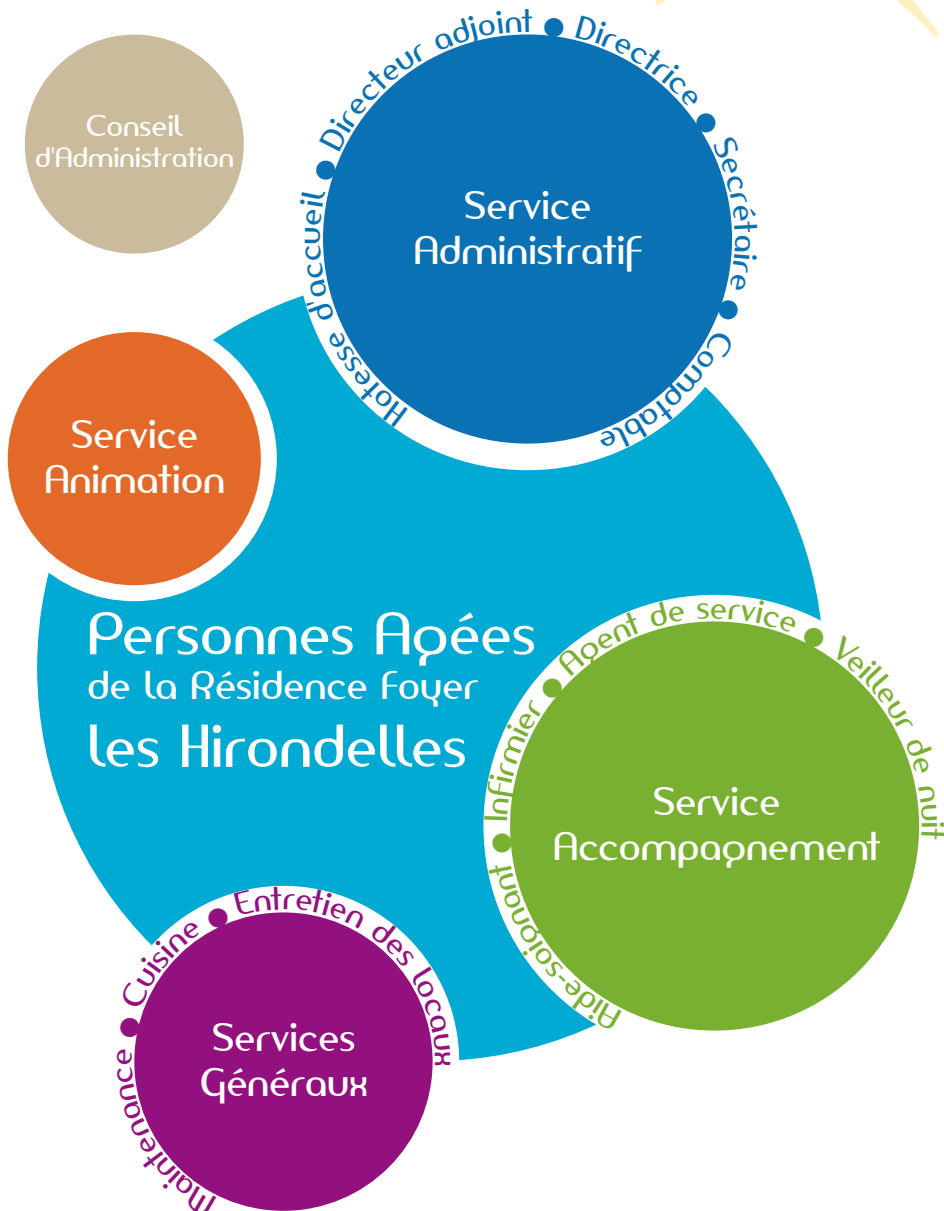 Conseil
d'Administration
Hotesse d'accueil ● Directeur adjoint ● Directrice ● Secrétaire ● Comptable
Service
Administratif
Service
Animation
Personnes Agées
de la Résidence Foyer
les Hirondelles
Aide-soignant ● Infirmier ● Agent de service ● Veilleur de nuit
Service
Accompagnement
Maintenance ● Cuisine ● Entretien des locaux
Services
Généraux